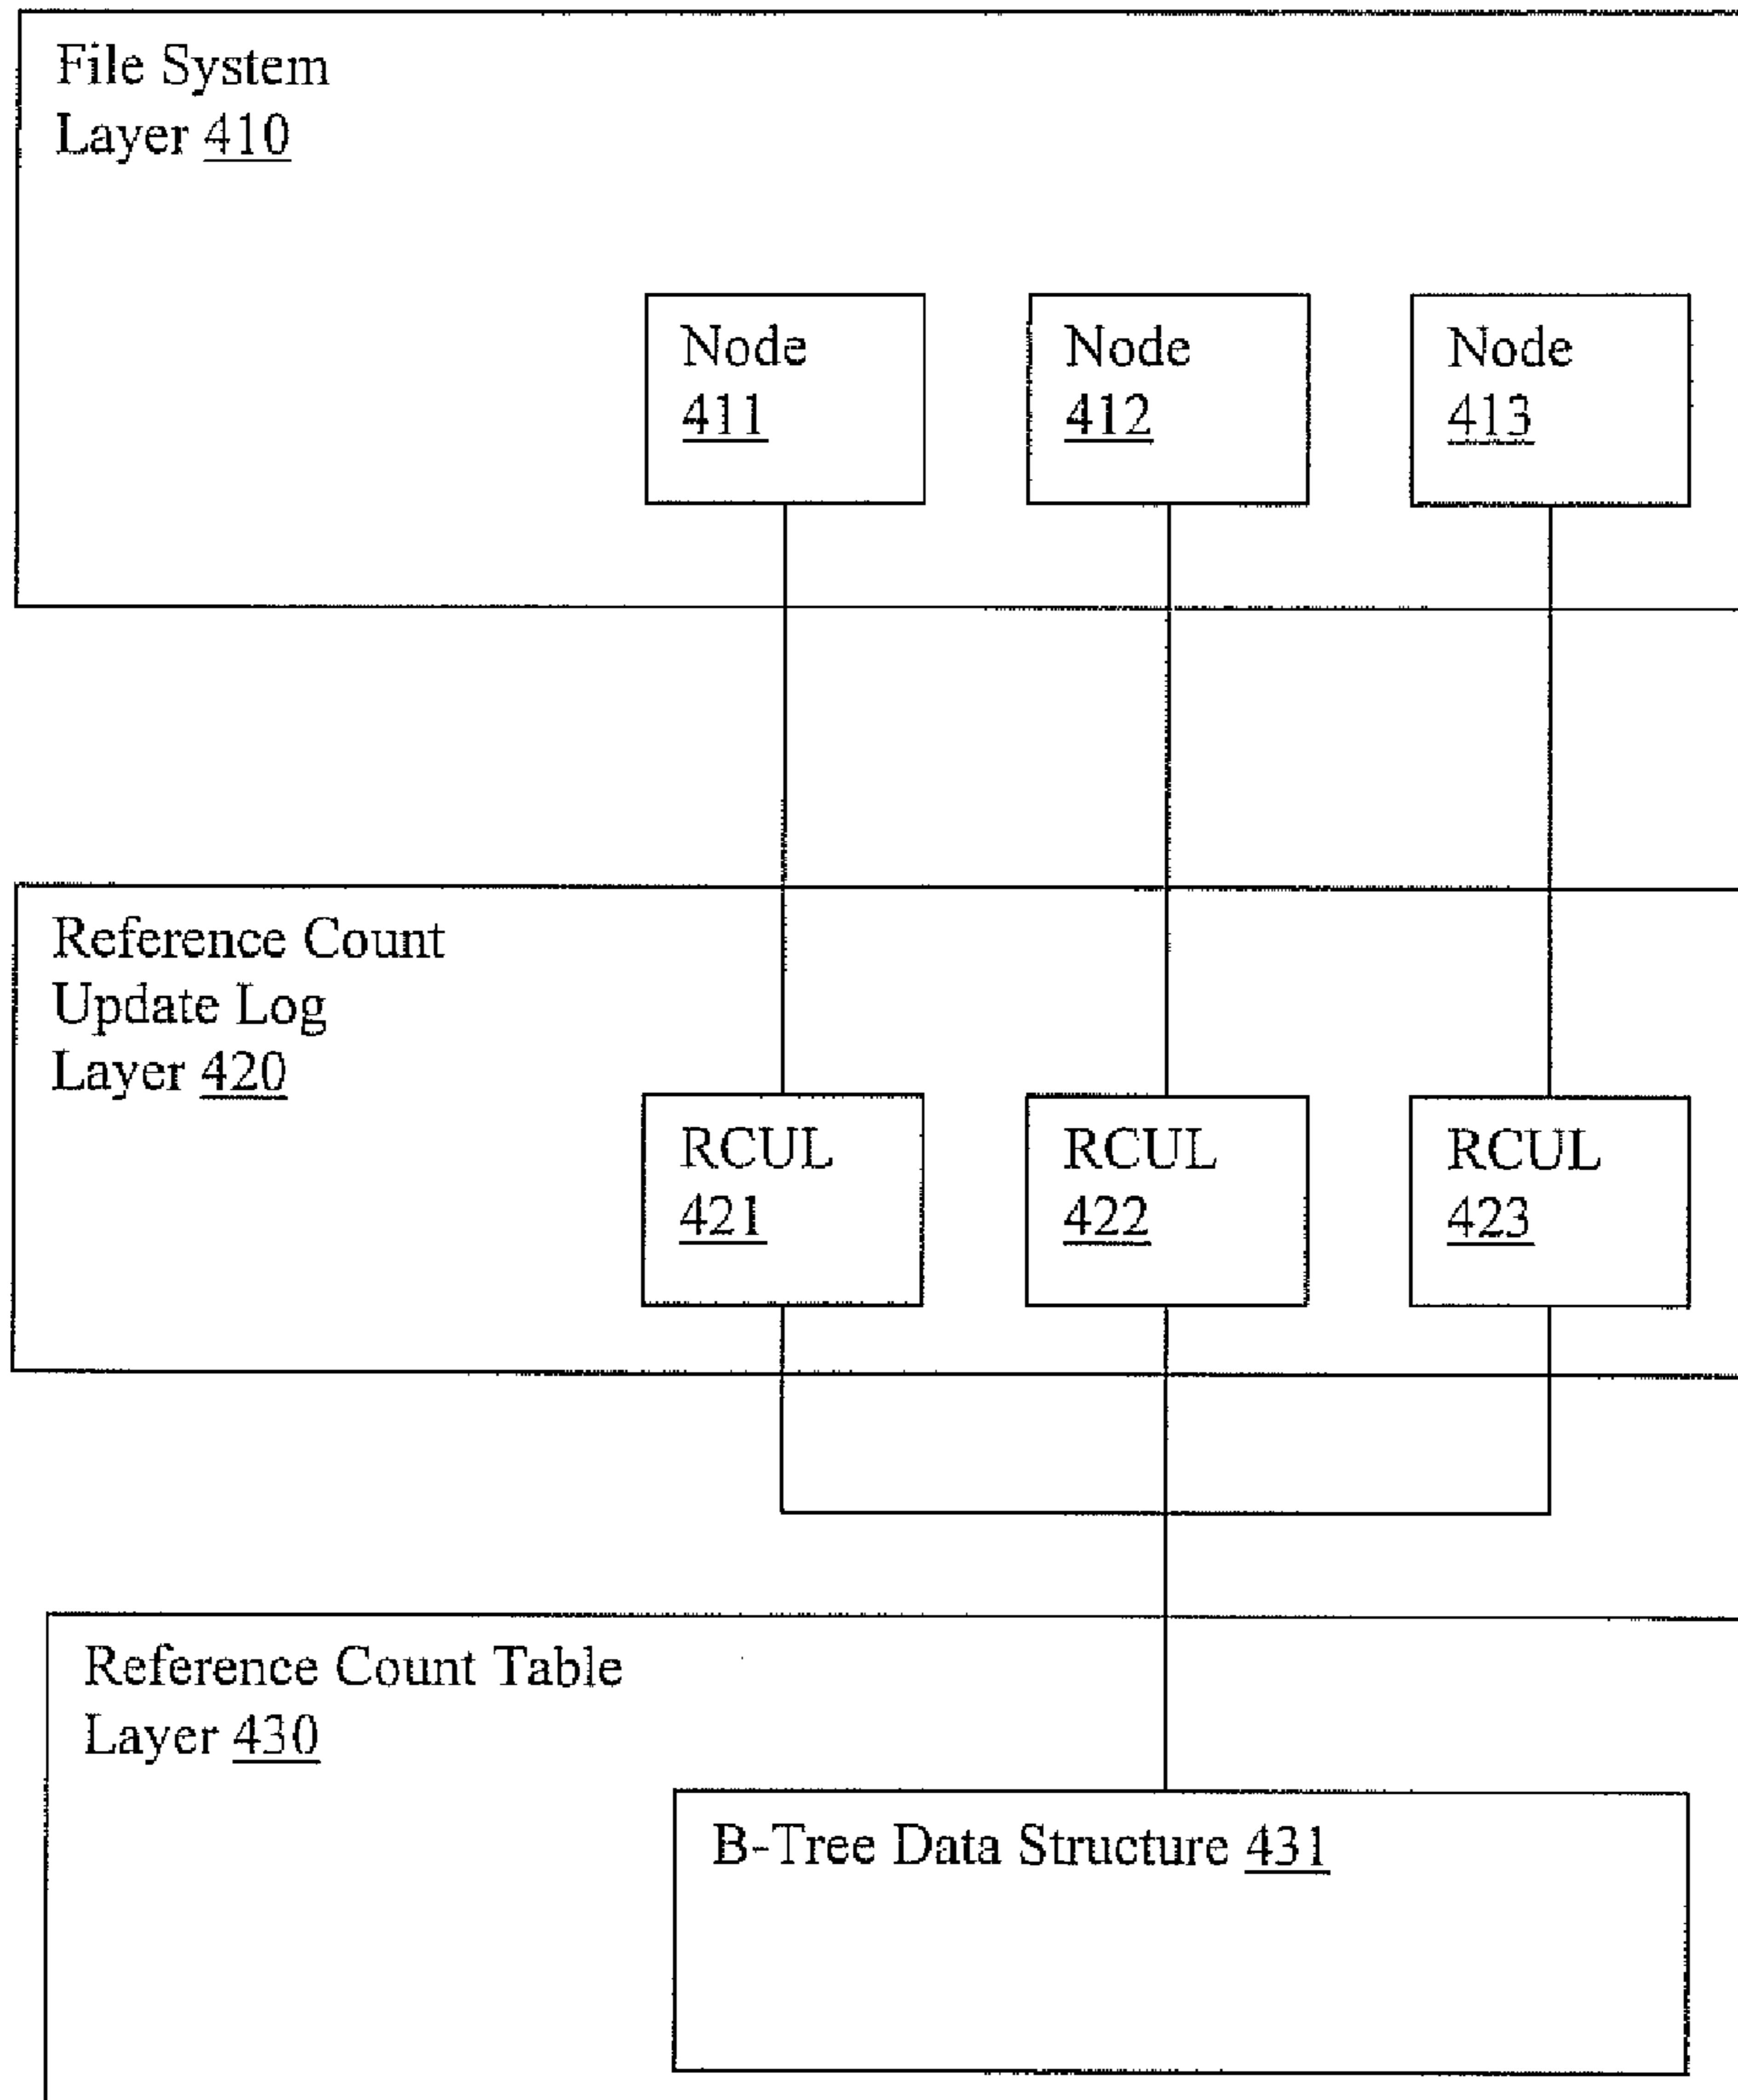 File System
Layer 410
Node
411
Node
412
Node
413
Reference Count
Update Log
Layer 420
RCUL
421
RCUL
422
RCUL
423
Reference Count Table
Layer 430
B-Tree Data Structure 431